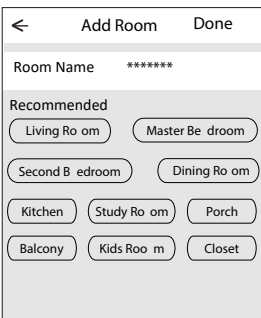 ← Add Room Done
Room Name *******
Recommended
Living Ro om Master Be droom
Second B edroom Dining Ro om
Kitchen Study Ro om Porch
Balcony Kids Roo m Closet